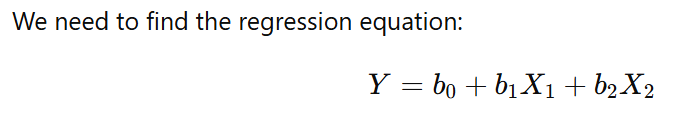 We need to find the regression equation:
Y = b₀ + b₁X₁ + b₂X₂